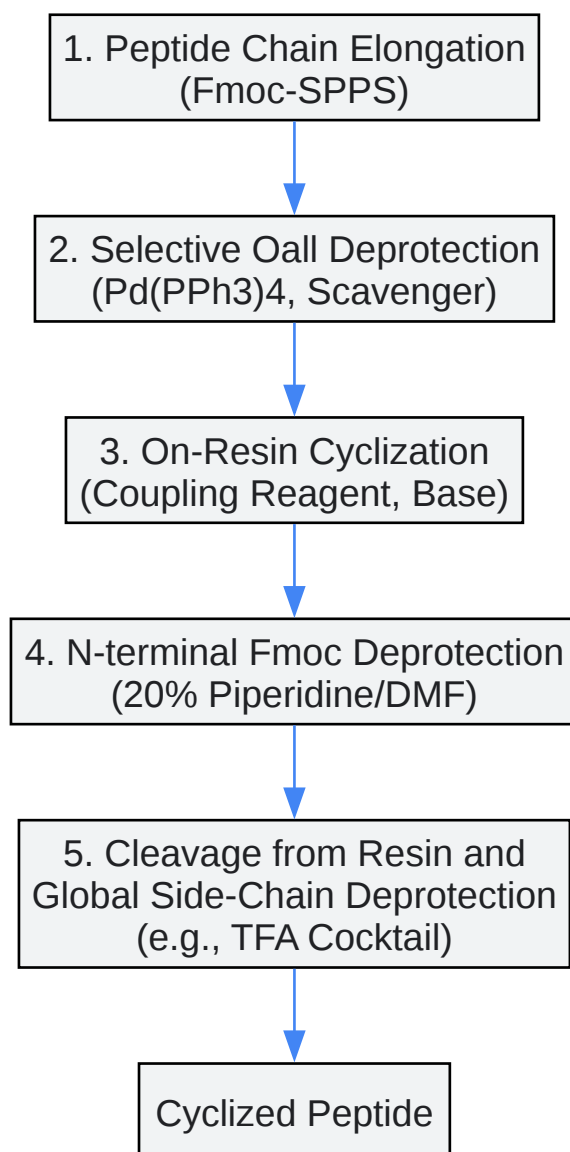 1. Peptide Chain Elongation
(Fmoc-SPPS)
2. Selective Oall Deprotection
(Pd(PPh3)4, Scavenger)
3. On-Resin Cyclization
(Coupling Reagent, Base)
4. N-terminal Fmoc Deprotection
(20% Piperidine/DMF)
5. Cleavage from Resin and
Global Side-Chain Deprotection
(e.g., TFA Cocktail)
Cyclized Peptide